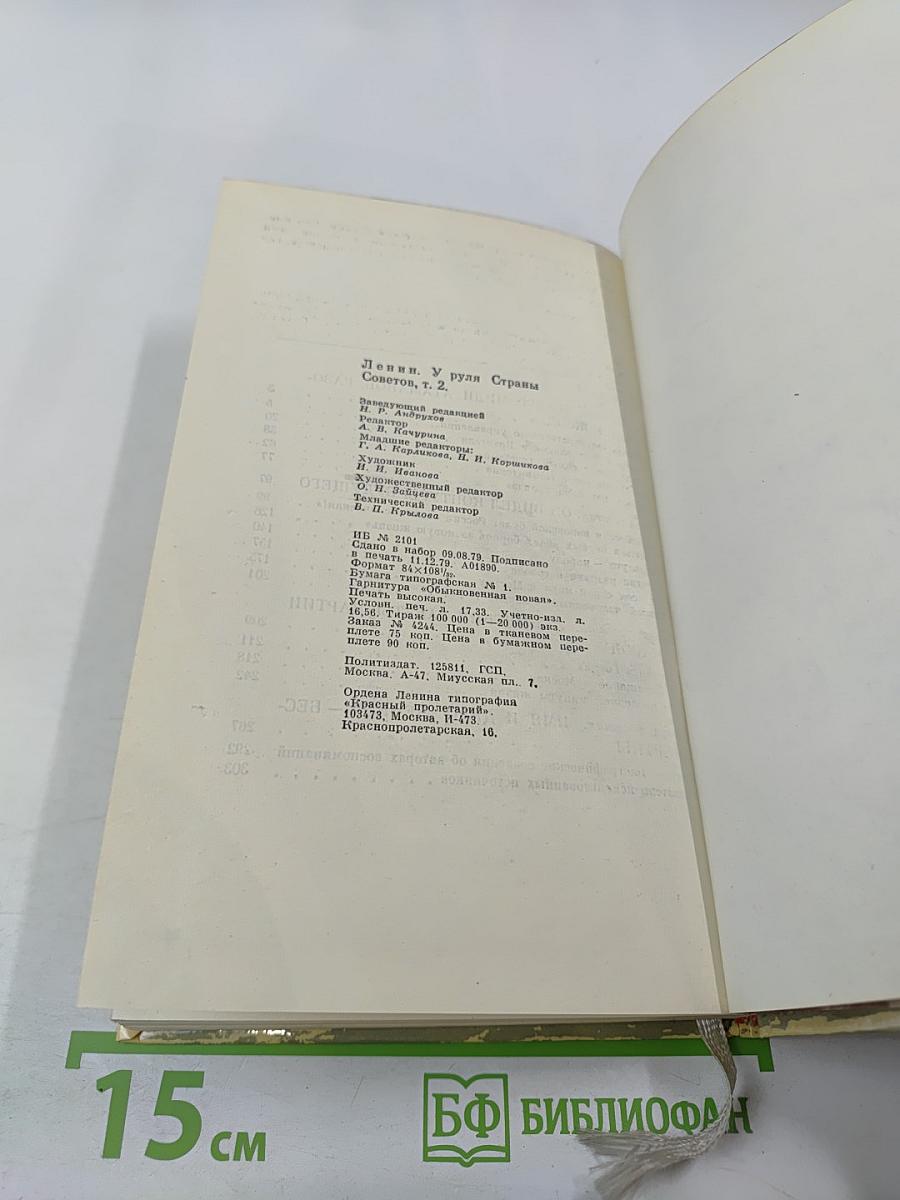 Ленин. У руля Страны
Советов, т. 2.
Заведующий редакцией
Н. Р. Андрухов
Редактор
А. В. Качурина
Младшие редакторы:
Г. А. Карликова, Н. И. Коршикова
Художник
И. И. Иванова
Художественный редактор
О. Н. Зайцева
Технический редактор
В. П. Крылова
ИБ № 2101
Сдано в набор 09.08.79. Подписано
в печать 11.12.79. А01890.
Формат 84×108¹/₃₂.
Бумага типографская № 1.
Гарнитура «Обыкновенная новая».
Печать высокая.
Условн. печ. л. 17,33. Учетно-изд. л.
16,56. Тираж 100 000 (1—20 000) экз.
Заказ № 4244. Цена в тканевом пере-
плете 75 коп. Цена в бумажном пере-
плете 90 коп.
Политиздат. 125811, ГСП,
Москва, А-47, Миусская пл., 7.
Ордена Ленина типография
«Красный пролетарий».
103473, Москва, И-473,
Краснопролетарская, 16.
15 см
БФ БИБЛИОФАН